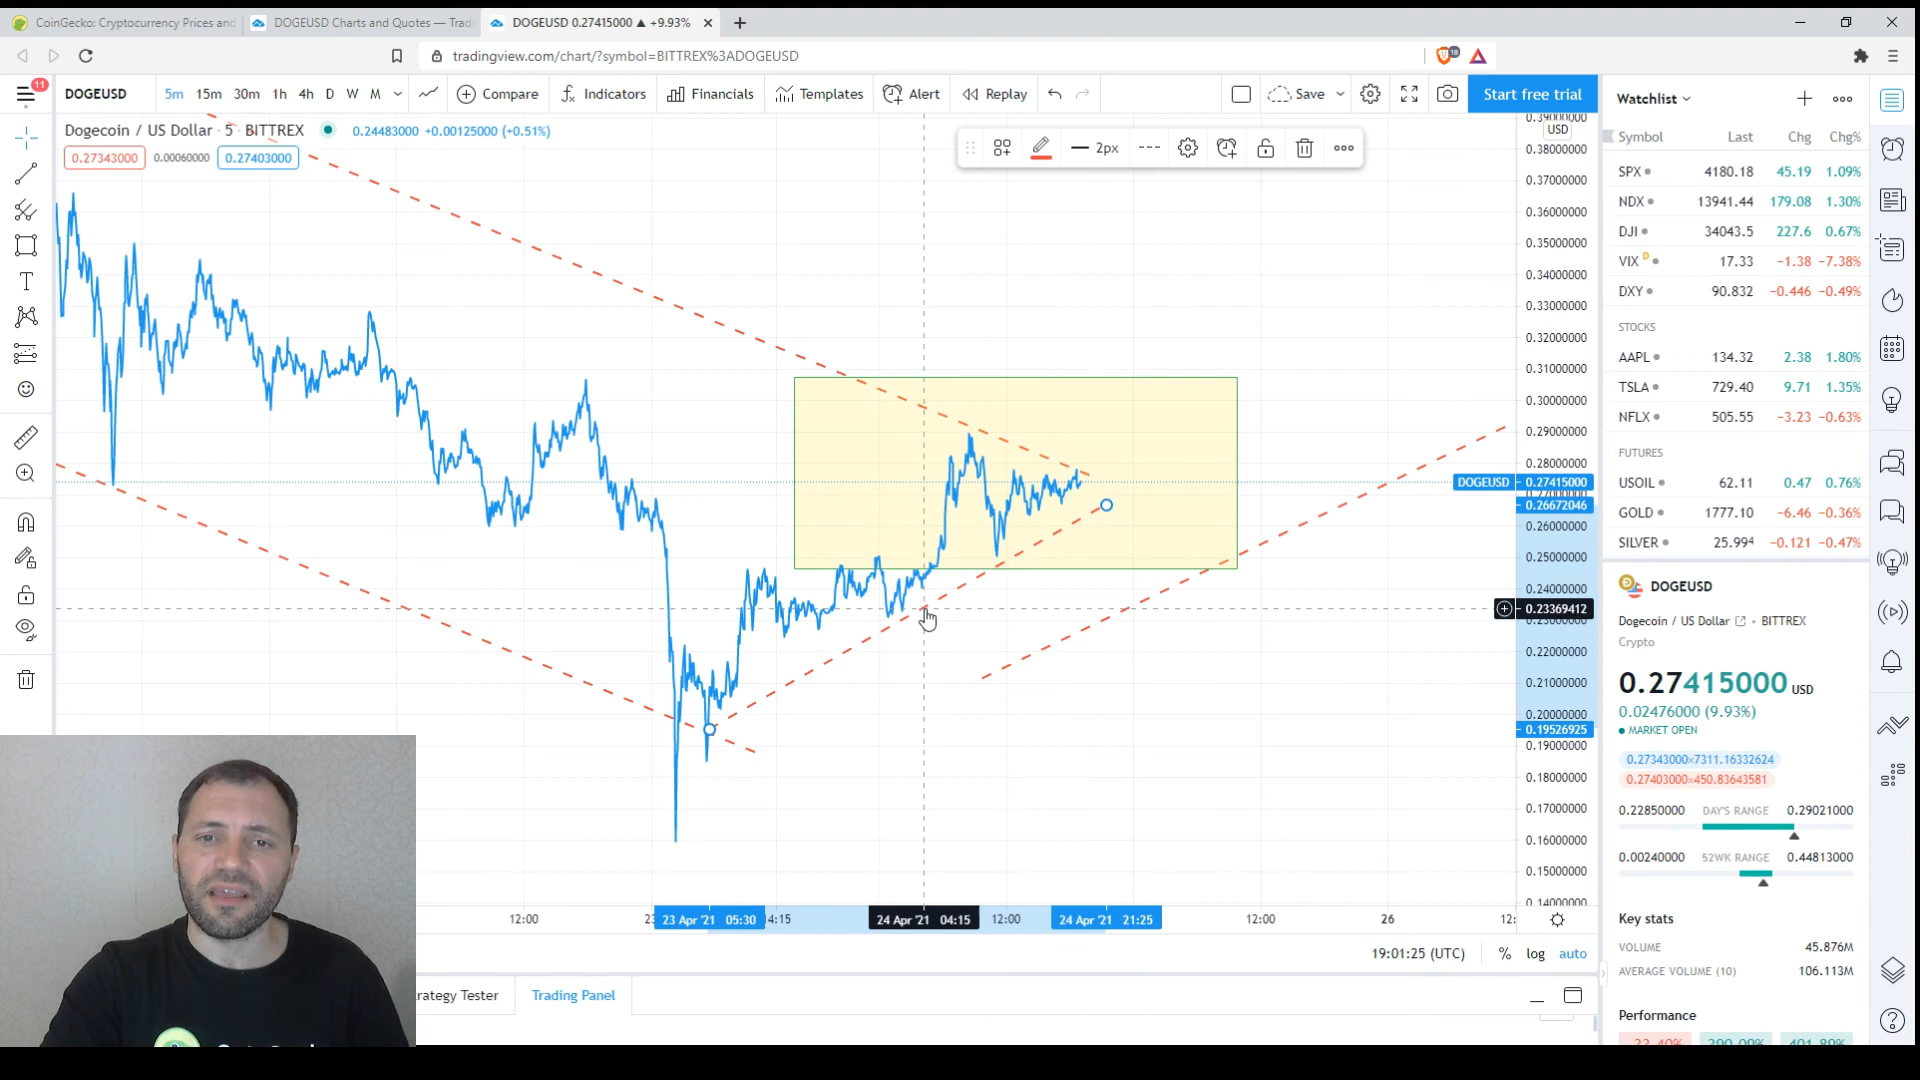 CoinGecko: Cryptocurrency Prices and
DOGEUSD Charts and Quotes — Tradi
DOGEUSD 0.27415000 ▲ +9.93%
tradingview.com/chart/?symbol=BITTREX%3ADOGEUSD
18
11
DOGEUSD 5m 15m 30m 1h 4h D W M Compare Indicators Financials Templates Alert Replay Save Start free trial
Dogecoin / US Dollar · 5 · BITTREX 0.24483000 +0.00125000 (+0.51%)
0.27343000 0.00060000 0.27403000
2px
USD
0.39000000
0.38000000
0.37000000
0.36000000
0.35000000
0.34000000
0.33000000
0.32000000
0.31000000
0.30000000
0.29000000
0.28000000
DOGEUSD 0.27415000
0.27000000
0.26672046
0.26000000
0.25000000
0.24000000
0.23369412
0.23000000
0.22000000
0.21000000
0.20000000
0.19526925
0.19000000
0.18000000
0.17000000
0.16000000
0.15000000
0.14000000
12:00 23 Apr '21 05:30 4:15 24 Apr '21 04:15 12:00 24 Apr '21 21:25 12:00 26 12:
19:01:25 (UTC) % log auto
rategy Tester Trading Panel
Watchlist
Symbol Last Chg Chg%
SPX 4180.18 45.19 1.09%
NDX 13941.44 179.08 1.30%
DJI 34043.5 227.6 0.67%
VIX D 17.33 −1.38 −7.38%
DXY 90.832 −0.446 −0.49%
STOCKS
AAPL 134.32 2.38 1.80%
TSLA 729.40 9.71 1.35%
NFLX 505.55 −3.23 −0.63%
FUTURES
USOIL 62.11 0.47 0.76%
GOLD 1777.10 −6.46 −0.36%
SILVER 25.994 −0.121 −0.47%
DOGEUSD
Dogecoin / US Dollar • BITTREX
Crypto
0.27415000 USD
0.02476000 (9.93%)
MARKET OPEN
0.27343000×7311.16332624
0.27403000×450.83643581
0.22850000 DAY'S RANGE 0.29021000
0.00240000 52WK RANGE 0.44813000
Key stats
VOLUME 45.876M
AVERAGE VOLUME (10) 106.113M
Performance